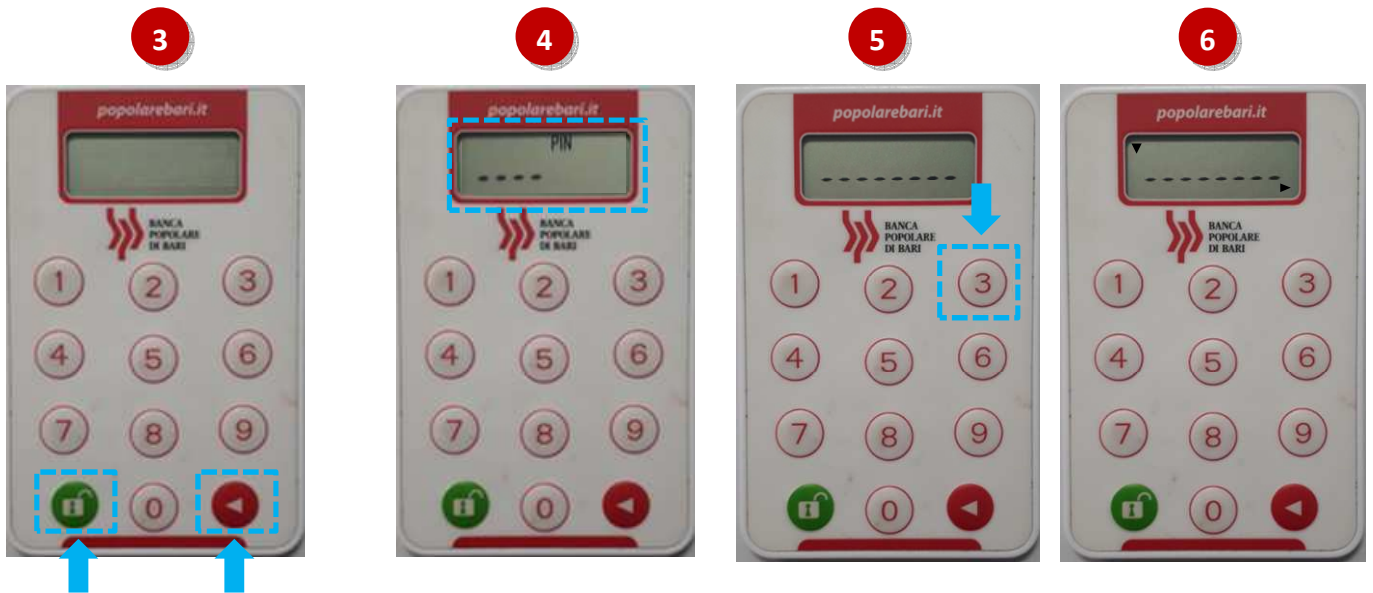 3
popolarebari.it
BANCA
POPOLARE
DI BARI
1 2 3
4 5 6
7 8 9
0
4
popolarebari.it
PIN
----
BANCA
POPOLARE
DI BARI
1 2 3
4 5 6
7 8 9
0
5
popolarebari.it
---------
BANCA
POPOLARE
DI BARI
1 2 3
4 5 6
7 8 9
0
6
popolarebari.it
---------
BANCA
POPOLARE
DI BARI
1 2 3
4 5 6
7 8 9
0